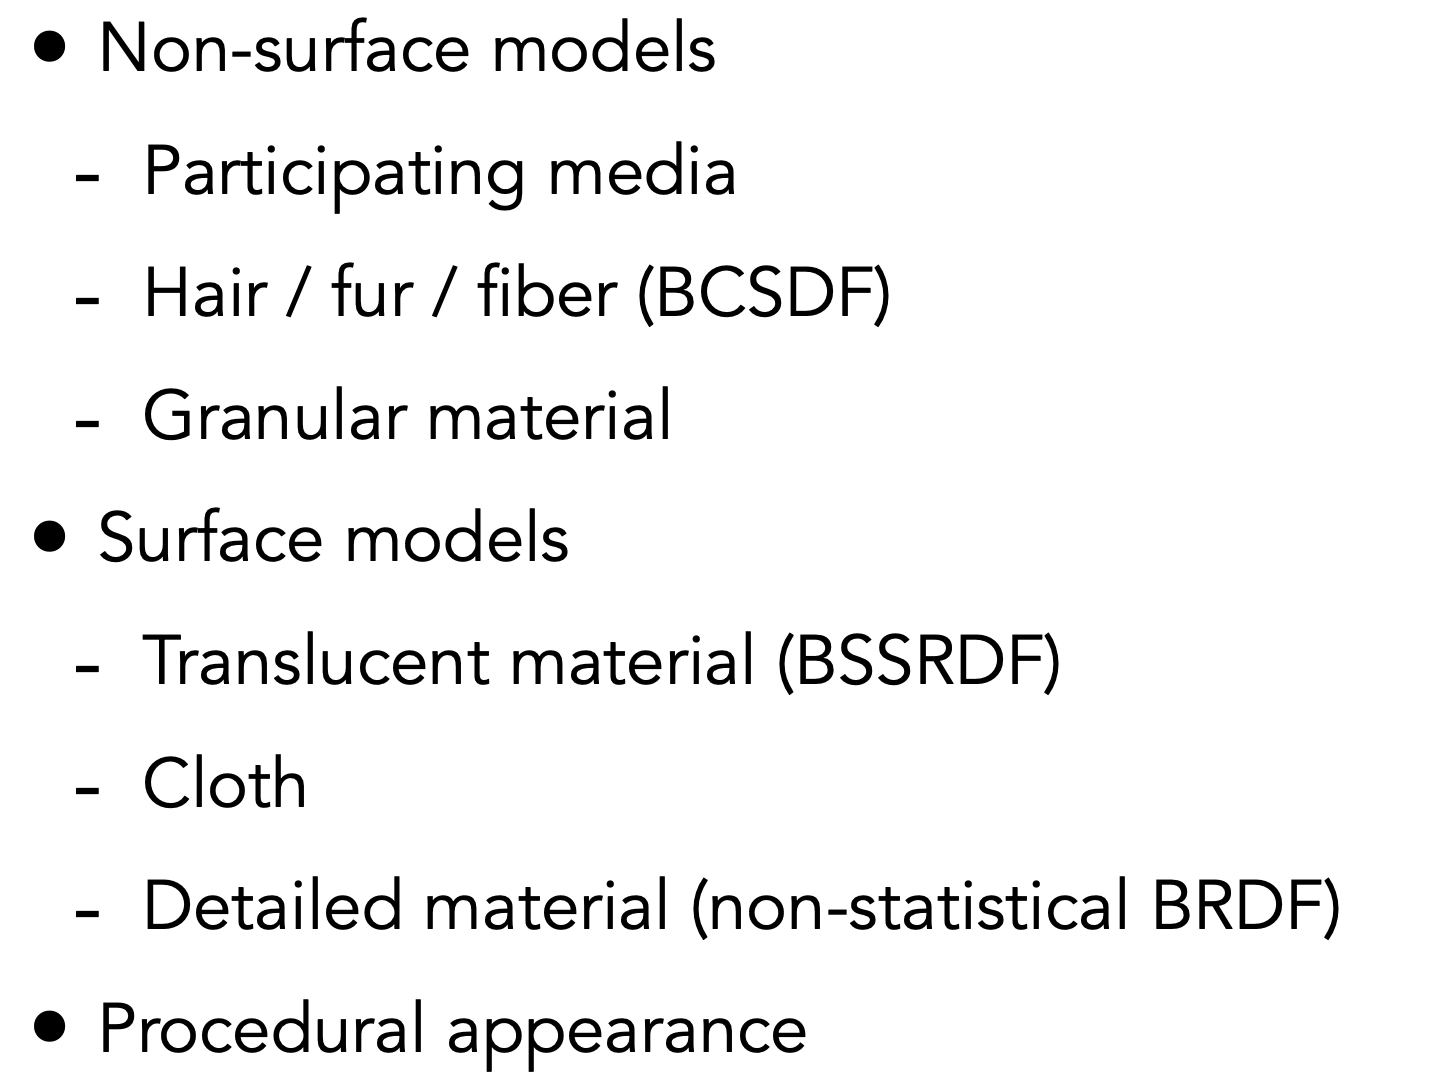 • Non-surface models
- Participating media
- Hair / fur / fiber (BCSDF)
- Granular material
• Surface models
- Translucent material (BSSRDF)
- Cloth
- Detailed material (non-statistical BRDF)
• Procedural appearance